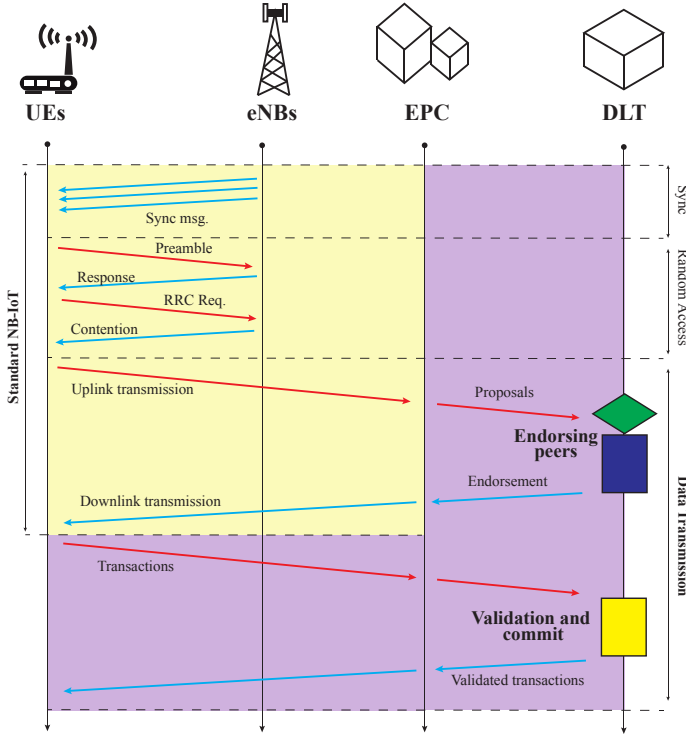 UEs
eNBs
EPC
DLT
Sync msg.
Sync
Preamble
Response
RRC Req.
Contention
Random Access
Standard NB-IoT
Uplink transmission
Proposals
Endorsing
peers
Endorsement
Downlink transmission
Data Transmission
Transactions
Validation and
commit
Validated transactions